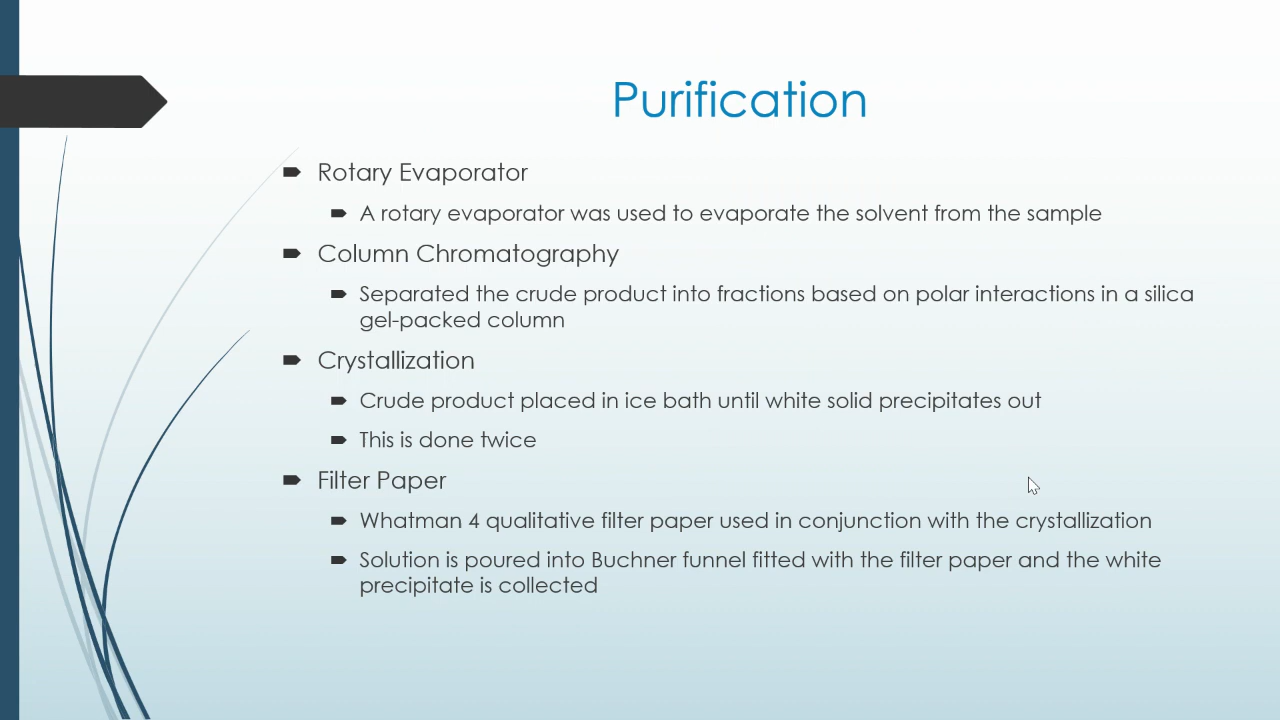 Purification
Rotary Evaporator
A rotary evaporator was used to evaporate the solvent from the sample
Column Chromatography
Separated the crude product into fractions based on polar interactions in a silica
gel-packed column
Crystallization
Crude product placed in ice bath until white solid precipitates out
This is done twice
Filter Paper
Whatman 4 qualitative filter paper used in conjunction with the crystallization
Solution is poured into Buchner funnel fitted with the filter paper and the white
precipitate is collected